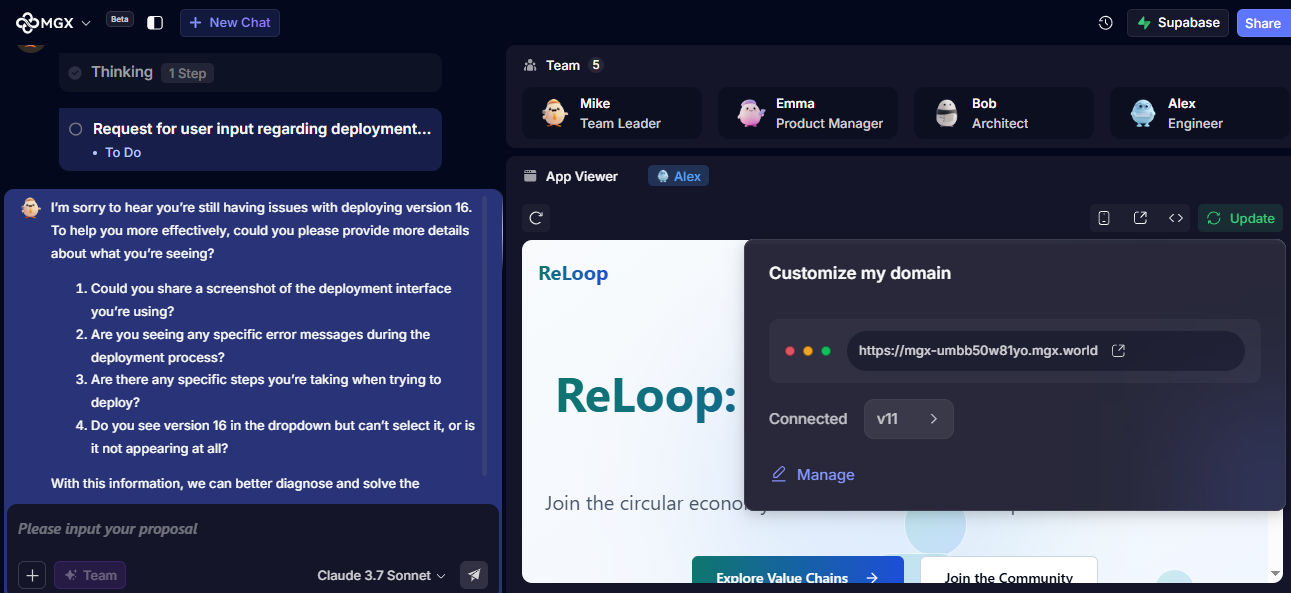 MGX
Beta
New Chat
Supabase
Share
Thinking
1 Step
Request for user input regarding deployment...
• To Do
I'm sorry to hear you're still having issues with deploying version 16.
To help you more effectively, could you please provide more details
about what you're seeing?
1. Could you share a screenshot of the deployment interface
you're using?
2. Are you seeing any specific error messages during the
deployment process?
3. Are there any specific steps you're taking when trying to
deploy?
4. Do you see version 16 in the dropdown but can't select it, or is
it not appearing at all?
With this information, we can better diagnose and solve the
Please input your proposal
Team
Claude 3.7 Sonnet
Team 5
Mike
Team Leader
Emma
Product Manager
Bob
Architect
Alex
Engineer
App Viewer
Alex
Update
ReLoop
ReLoop:
Join the circular econo
Explore Value Chains
Join the Community
Customize my domain
https://mgx-umbb50w81yo.mgx.world
Connected
v11
Manage